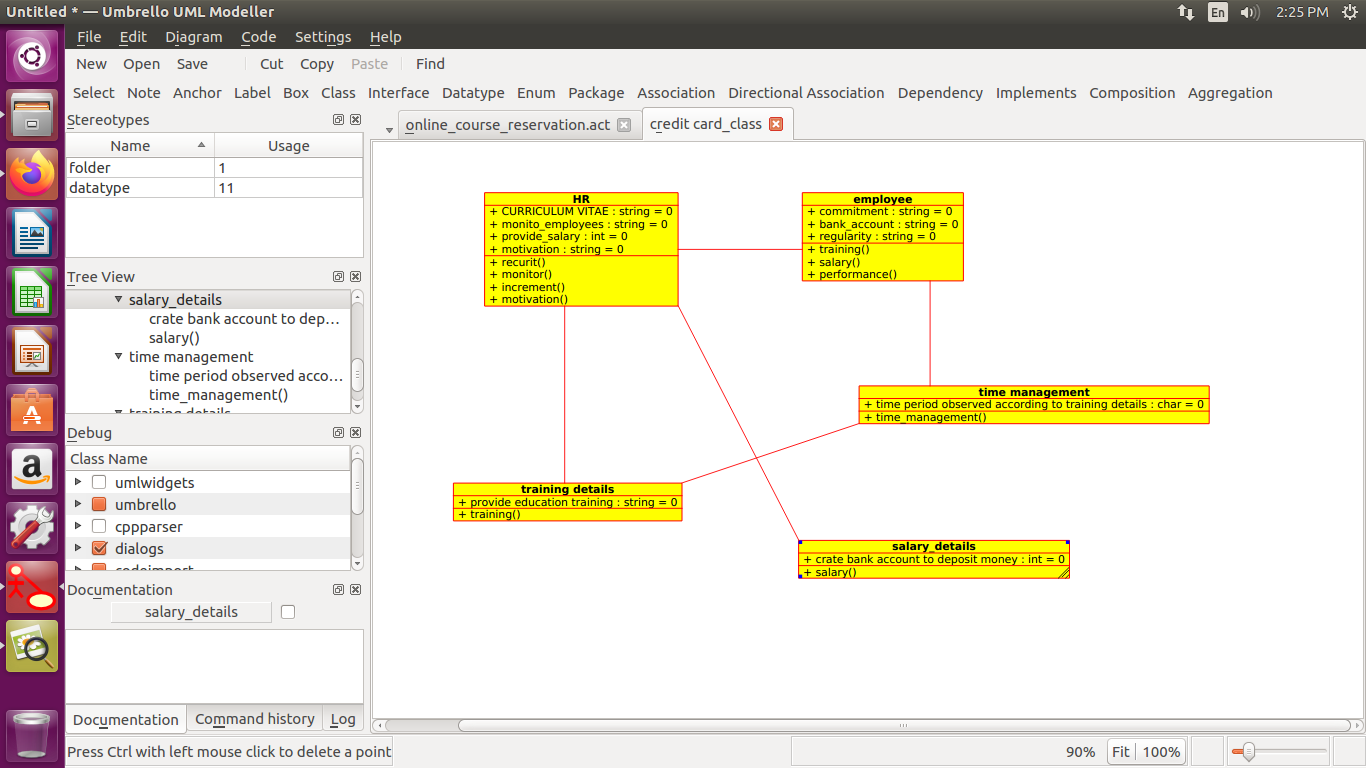 Untitled * — Umbrello UML Modeller
En
2:25 PM
File Edit Diagram Code Settings Help
New Open Save Cut Copy Paste Find
Select Note Anchor Label Box Class Interface Datatype Enum Package Association Directional Association Dependency Implements Composition Aggregation
Stereotypes
Name Usage
folder 1
datatype 11
Tree View
salary_details
crate bank account to dep...
salary()
time management
time period observed acco...
time_management()
training details
Debug
Class Name
umlwidgets
umbrello
cppparser
dialogs
codeimport
Documentation
salary_details
Documentation Command history Log
Press Ctrl with left mouse click to delete a point
90% Fit 100%
online_course_reservation.act
credit card_class
HR
+ CURRICULUM VITAE : string = 0
+ monito_employees : string = 0
+ provide_salary : int = 0
+ motivation : string = 0
+ recurit()
+ monitor()
+ increment()
+ motivation()
employee
+ commitment : string = 0
+ bank_account : string = 0
+ regularity : string = 0
+ training()
+ salary()
+ performance()
time management
+ time period observed according to training details : char = 0
+ time_management()
training details
+ provide education training : string = 0
+ training()
salary_details
+ crate bank account to deposit money : int = 0
+ salary()